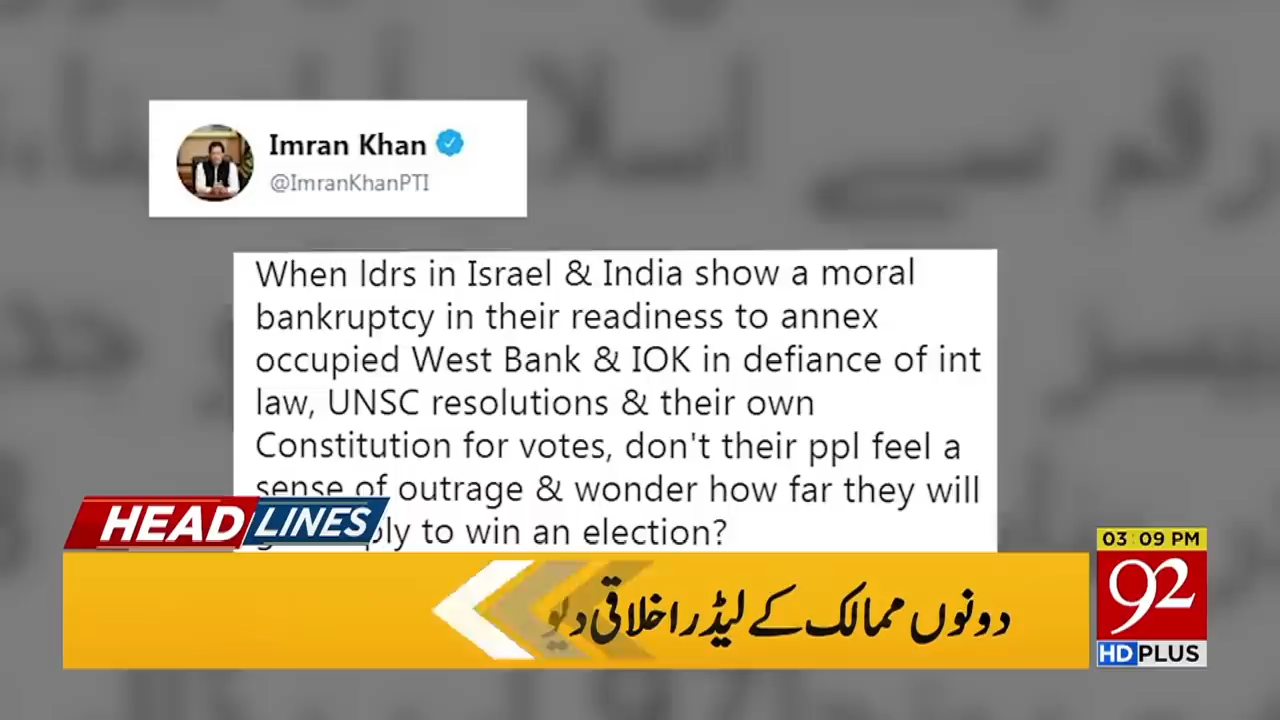 Imran Khan
@ImranKhanPTI
When ldrs in Israel & India show a moral
bankruptcy in their readiness to annex
occupied West Bank & IOK in defiance of int
law, UNSC resolutions & their own
Constitution for votes, don't their ppl feel a
sense of outrage & wonder how far they will
to win an election?
HEADLINES
دونوں ممالک کے لیڈر اخلاقی
03:09 PM
92
HD PLUS